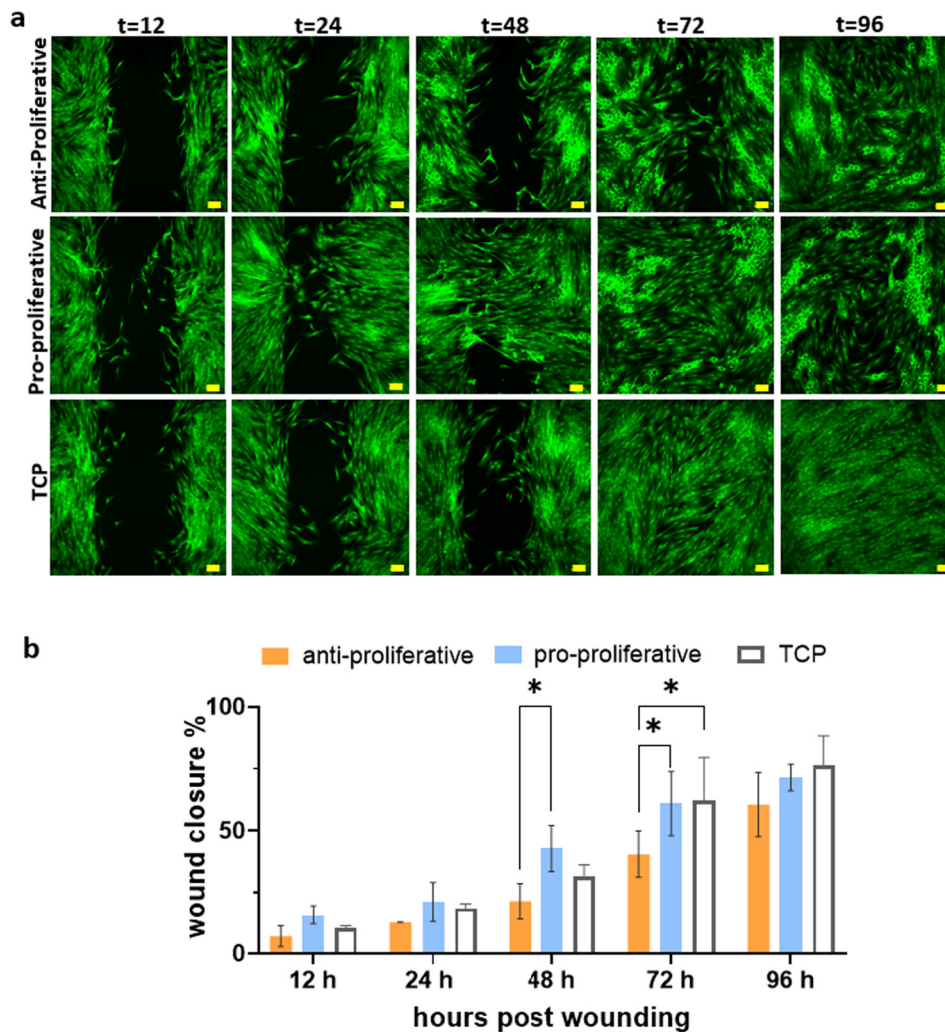 a
t=12 t=24 t=48 t=72 t=96
Anti-Proliferative
Pro-proliferative
TCP
b
anti-proliferative pro-proliferative TCP
* *
*
wound closure %
100
50
0
12 h 24 h 48 h 72 h 96 h
hours post wounding